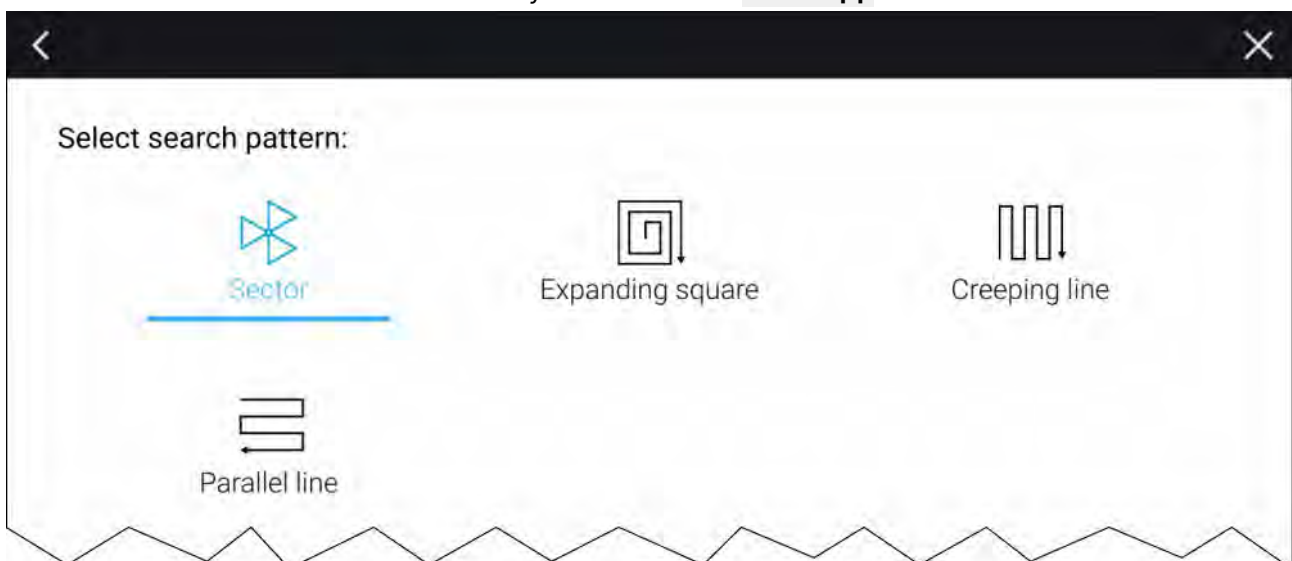 Select search pattern:
Sector
Expanding square
Creeping line
Parallel line